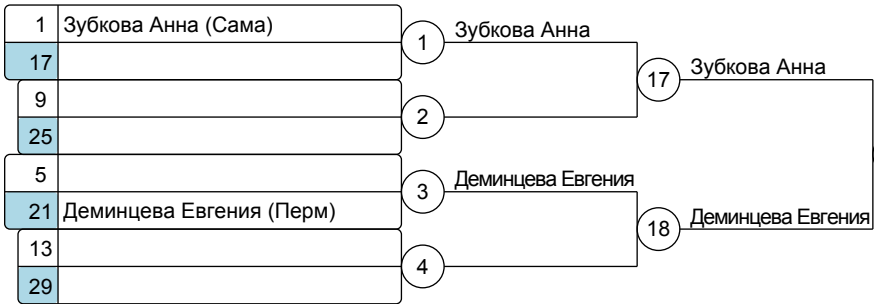 1 Зубкова Анна (Сама)
17
9
25
5
21 Деминцева Евгения (Перм)
13
29
1 Зубкова Анна
2
3 Деминцева Евгения
4
17 Зубкова Анна
18 Деминцева Евгения